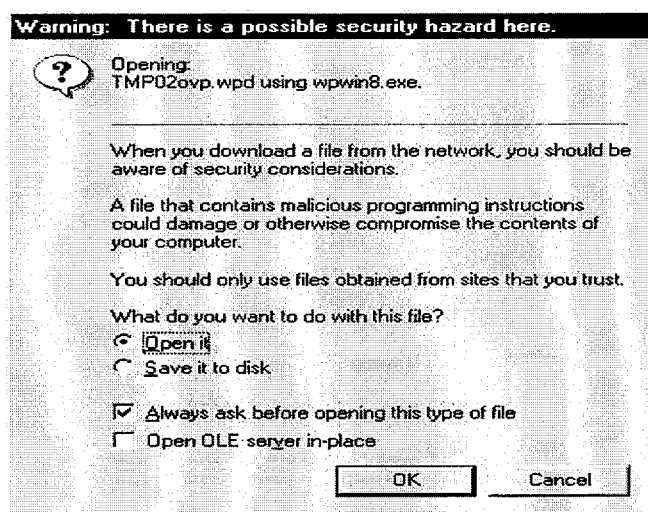 Warning: There is a possible security hazard here.
?
Opening:
TMP02ovp.wpd using wpwin8.exe.
When you download a file from the network, you should be
aware of security considerations.
A file that contains malicious programming instructions
could damage or otherwise compromise the contents of
your computer.
You should only use files obtained from sites that you trust.
What do you want to do with this file?
Open it
Save it to disk
Always ask before opening this type of file
Open OLE server in-place
OK Cancel